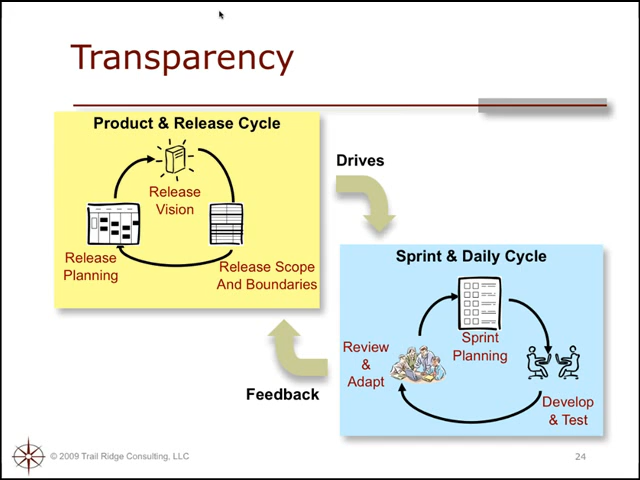 Transparency
Product & Release Cycle
Release
Vision
Release
Planning
Release Scope
And Boundaries
Drives
Sprint & Daily Cycle
Sprint
Planning
Review
&
Adapt
Develop
& Test
Feedback
© 2009 Trail Ridge Consulting, LLC
24